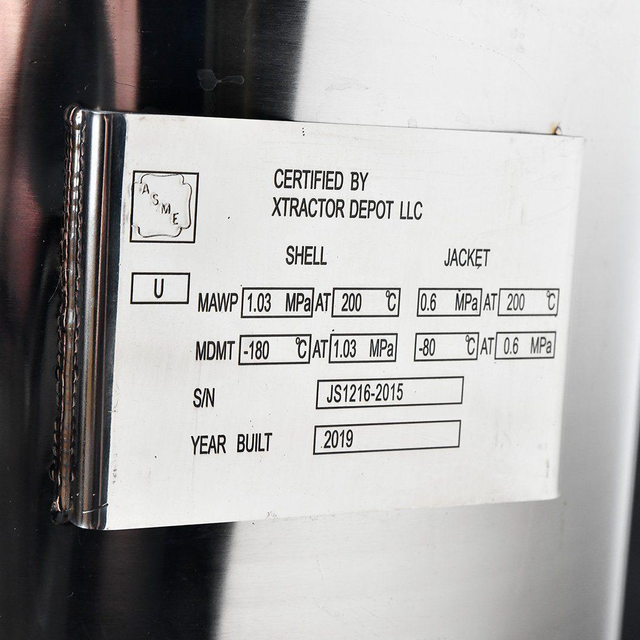 ASME
CERTIFIED BY
XTRACTOR DEPOT LLC
SHELL JACKET
U
MAWP 1.03 MPa AT 200 ℃ 0.6 MPa AT 200 ℃
MDMT -180 ℃ AT 1.03 MPa -80 ℃ AT 0.6 MPa
S/N JS1216-2015
YEAR BUILT 2019